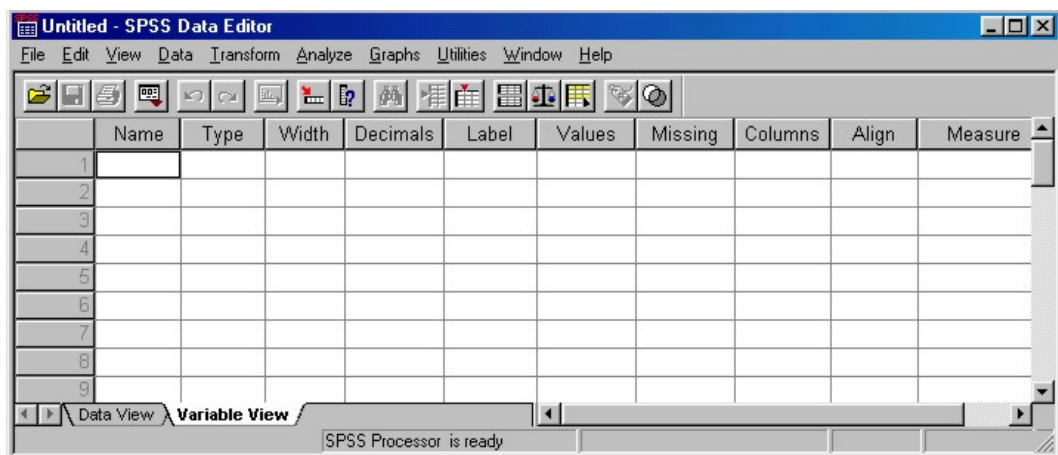 Untitled - SPSS Data Editor
File Edit View Data Transform Analyze Graphs Utilities Window Help
Name Type Width Decimals Label Values Missing Columns Align Measure
1
2
3
4
5
6
7
8
9
Data View Variable View
SPSS Processor is ready